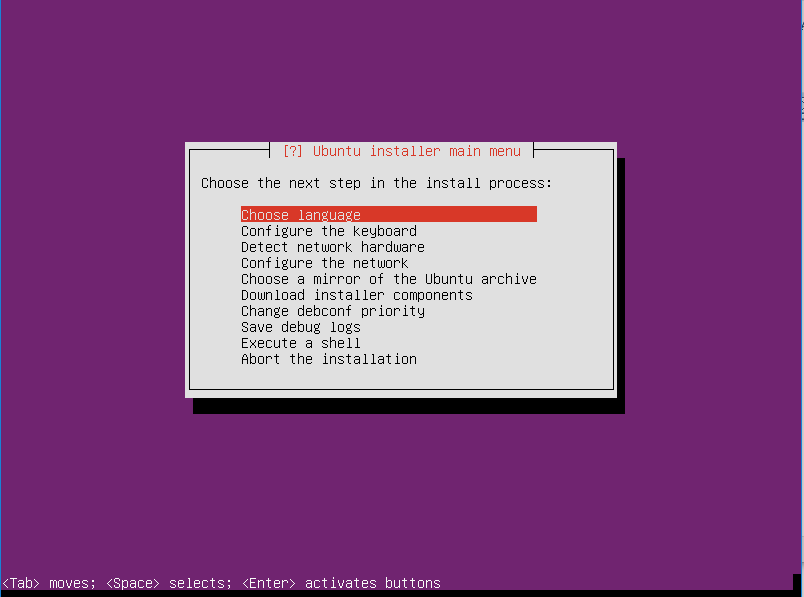 [?] Ubuntu installer main menu
Choose the next step in the install process:
Choose language
Configure the keyboard
Detect network hardware
Configure the network
Choose a mirror of the Ubuntu archive
Download installer components
Change debconf priority
Save debug logs
Execute a shell
Abort the installation
<Tab> moves; <Space> selects; <Enter> activates buttons